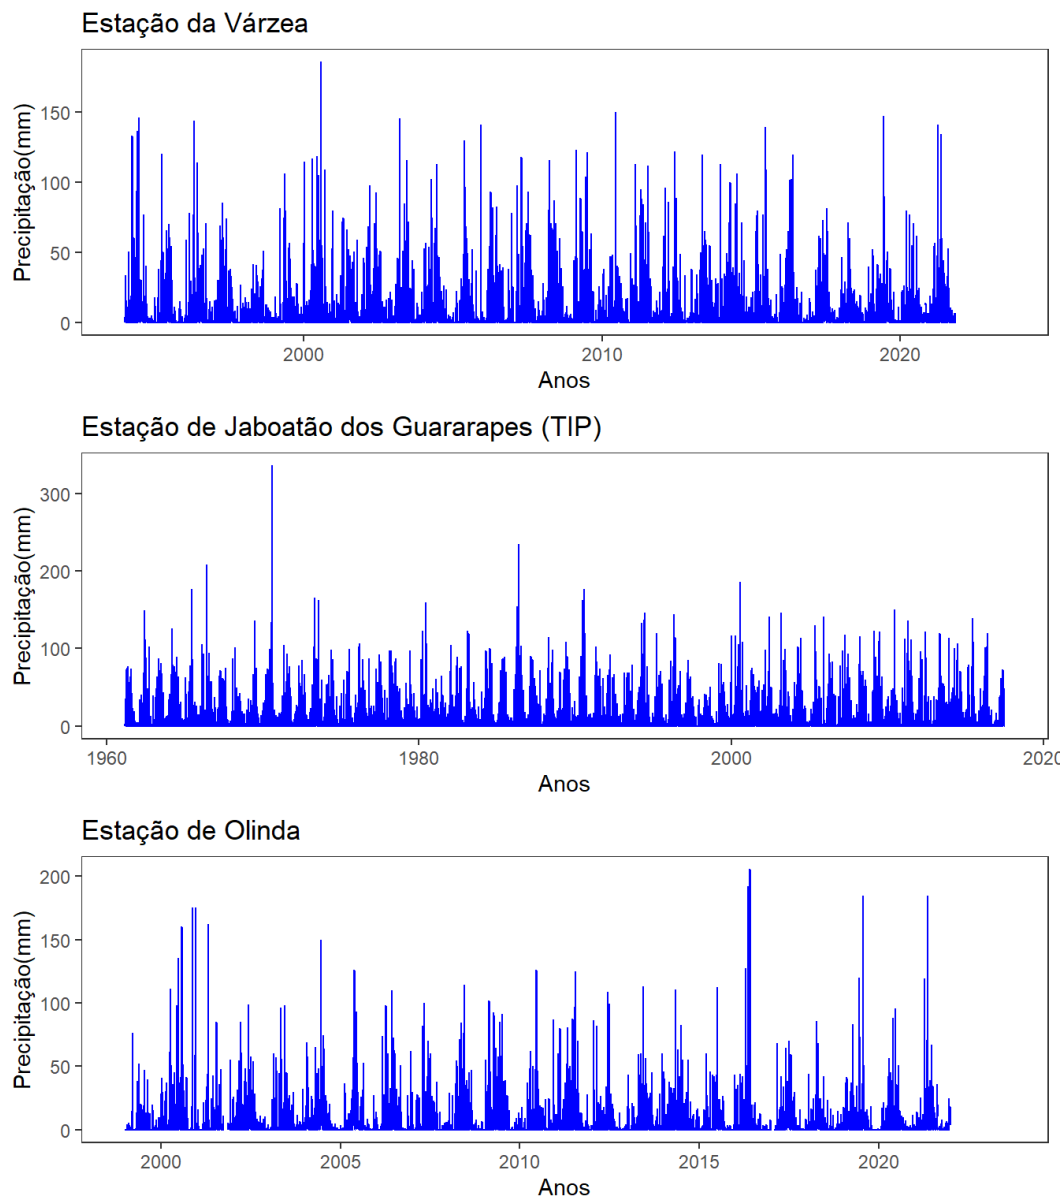 Estação da Várzea
Precipitação(mm)
150
100
50
0
2000
2010
2020
Anos
Estação de Jaboatão dos Guararapes (TIP)
Precipitação(mm)
300
200
100
0
1960
1980
2000
2020
Anos
Estação de Olinda
Precipitação(mm)
200
150
100
50
0
2000
2005
2010
2015
2020
Anos